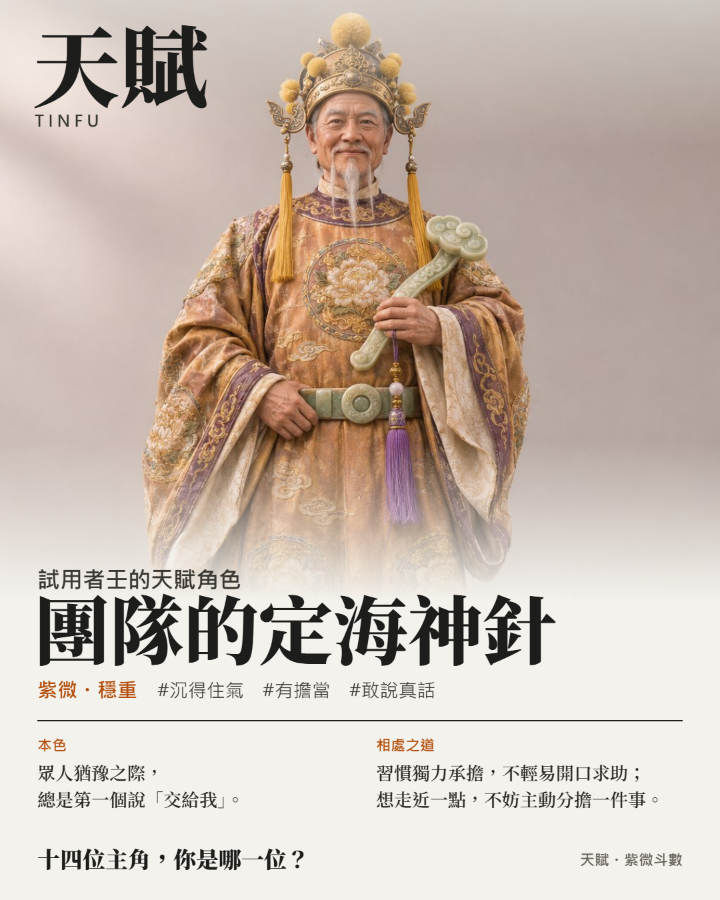 天賦
TINFU
試用者壬的天賦角色
團隊的定海神針
紫微・穩重 #沉得住氣 #有擔當 #敢說真話
本色
眾人猶豫之際，
總是第一個說「交給我」。
相處之道
習慣獨力承擔，不輕易開口求助；
想走近一點，不妨主動分擔一件事。
十四位主角，你是哪一位？
天賦・紫微斗數